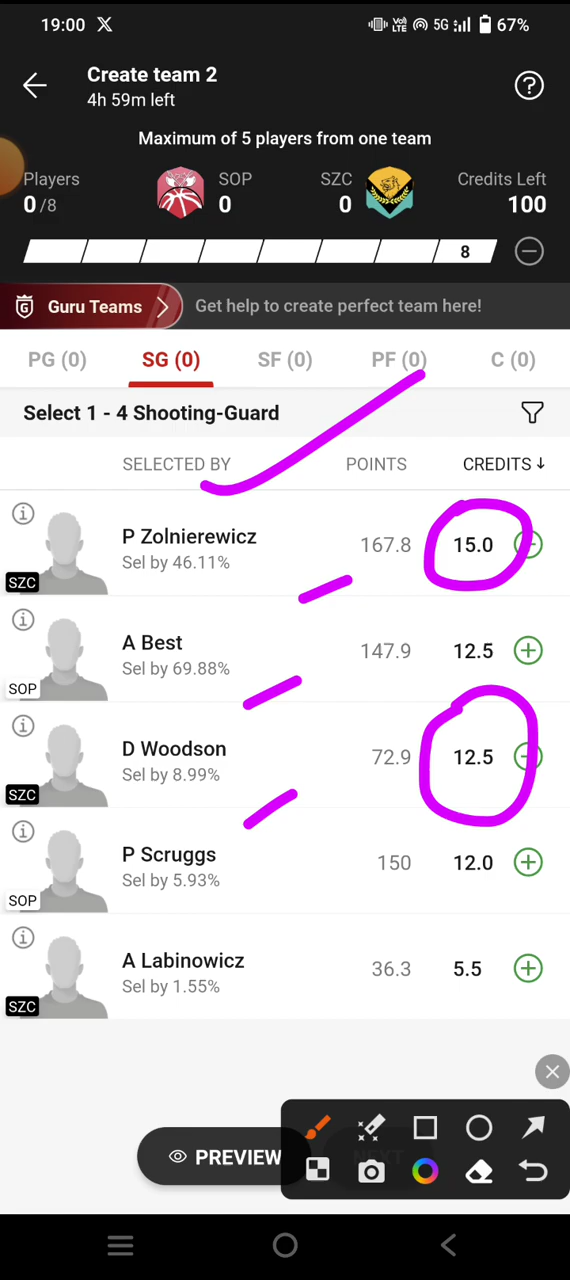 19:00 X VoLTE 5G 67%
Create team 2
4h 59m left
Maximum of 5 players from one team
Players SOP SZC Credits Left
0/8 0 0 100
8
G Guru Teams Get help to create perfect team here!
PG (0) SG (0) SF (0) PF (0) C (0)
Select 1 - 4 Shooting-Guard
SELECTED BY POINTS CREDITS↓
P Zolnierewicz 167.8 15.0
Sel by 46.11%
SZC
A Best 147.9 12.5
Sel by 69.88%
SOP
D Woodson 72.9 12.5
Sel by 8.99%
SZC
P Scruggs 150 12.0
Sel by 5.93%
SOP
A Labinowicz 36.3 5.5
Sel by 1.55%
SZC
PREVIEW NEXT